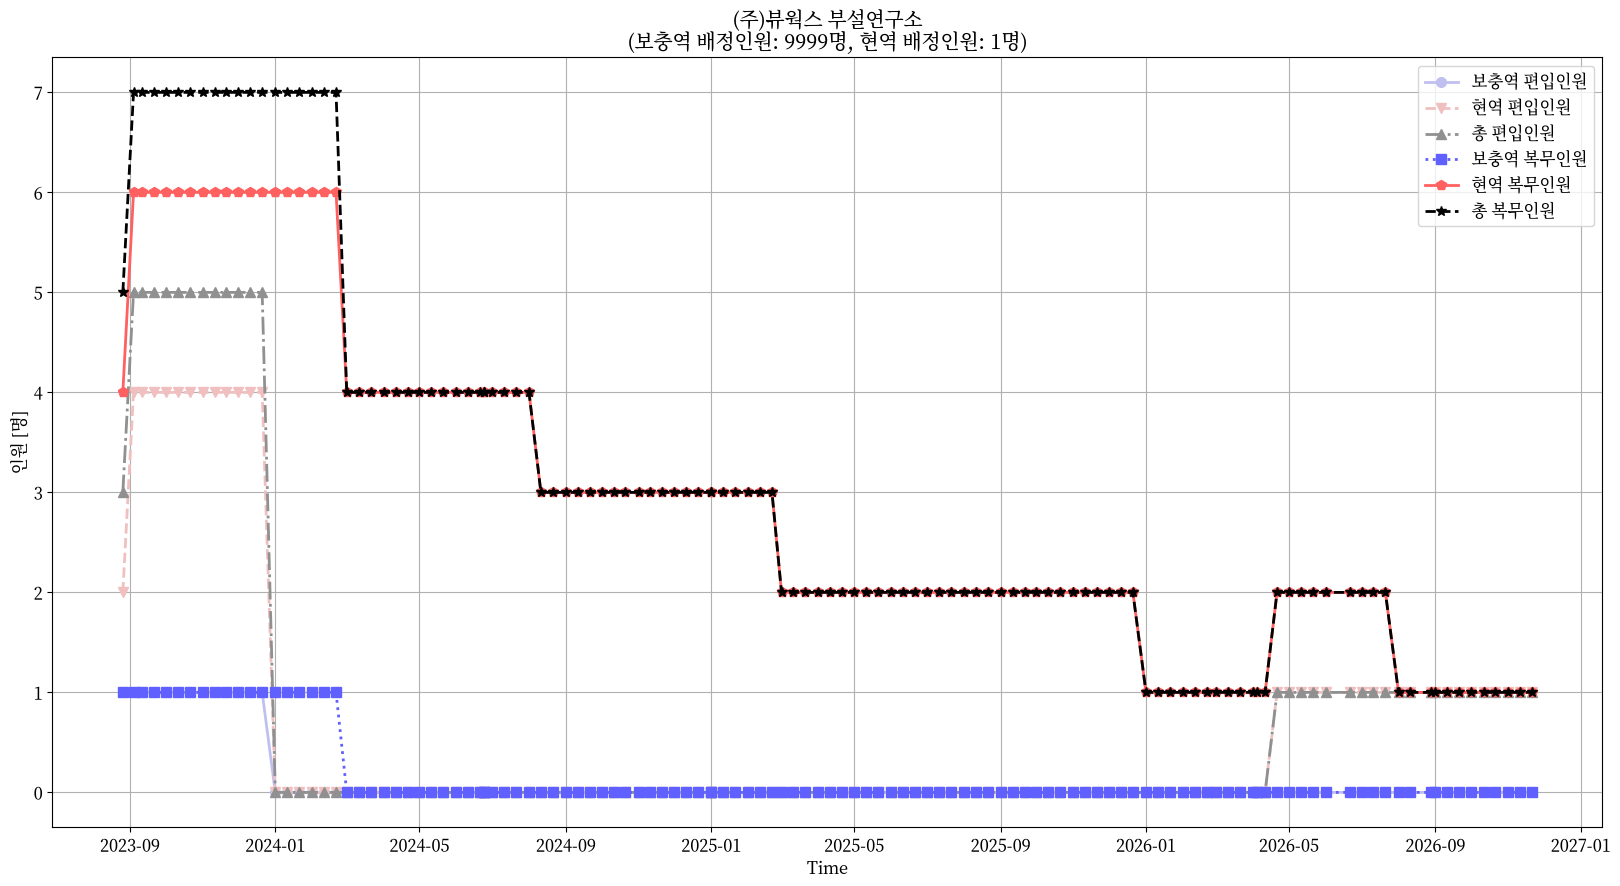 (주)뷰웍스 부설연구소
(보충역 배정인원: 9999명, 현역 배정인원: 1명)
보충역 편입인원
현역 편입인원
총 편입인원
보충역 복무인원
현역 복무인원
총 복무인원
인원 [명]
7
6
5
4
3
2
1
0
2023-09
2024-01
2024-05
2024-09
2025-01
2025-05
2025-09
2026-01
2026-05
2026-09
2027-01
Time